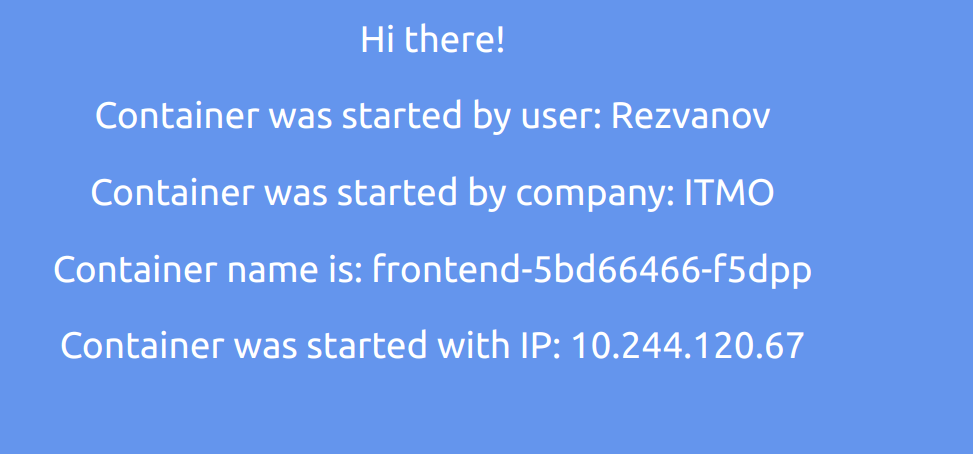 Hi there!
Container was started by user: Rezvanov
Container was started by company: ITMO
Container name is: frontend-5bd66466-f5dpp
Container was started with IP: 10.244.120.67